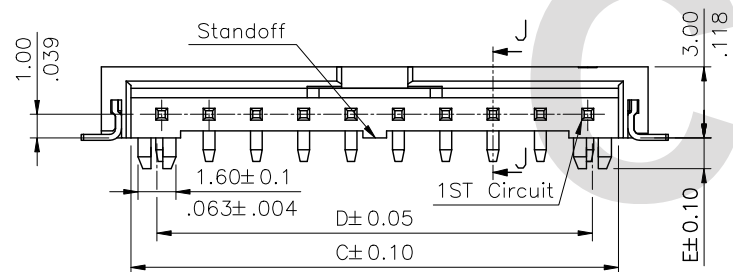 Standoff
J
1.00
.039
3.00
.118
J
1.60±0.1
.063±.004
1ST Circuit
D±0.05
C±0.10
E±0.10
C